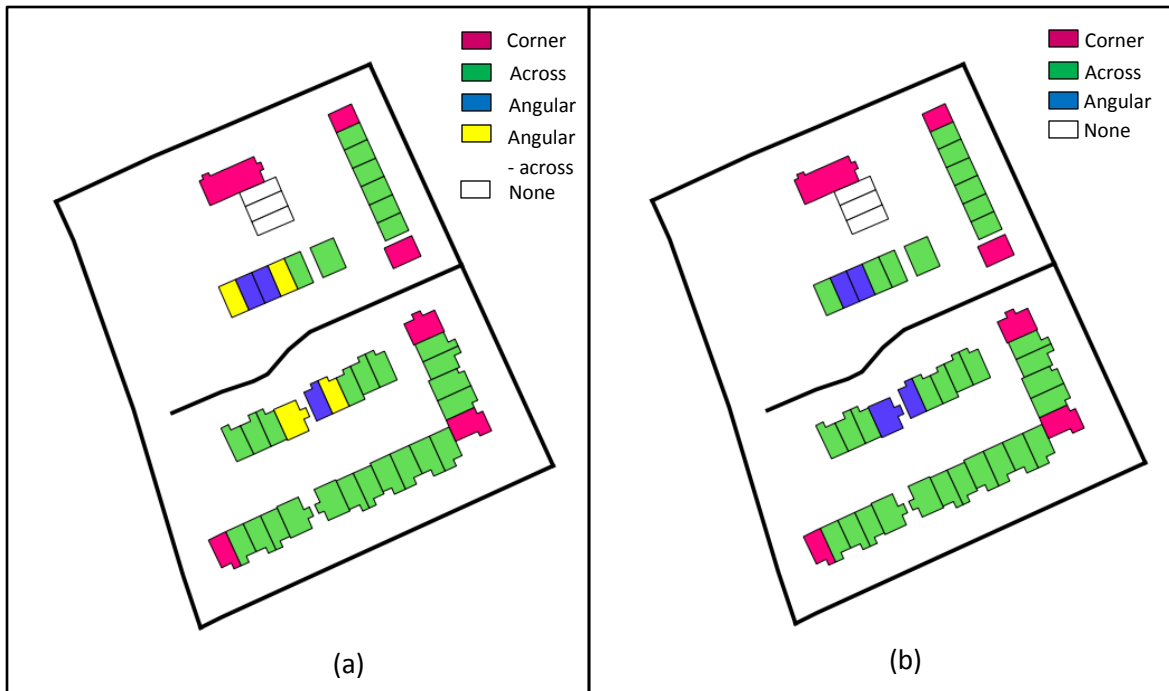 Corner
Across
Angular
Angular
- across
None
(a)
Corner
Across
Angular
None
(b)